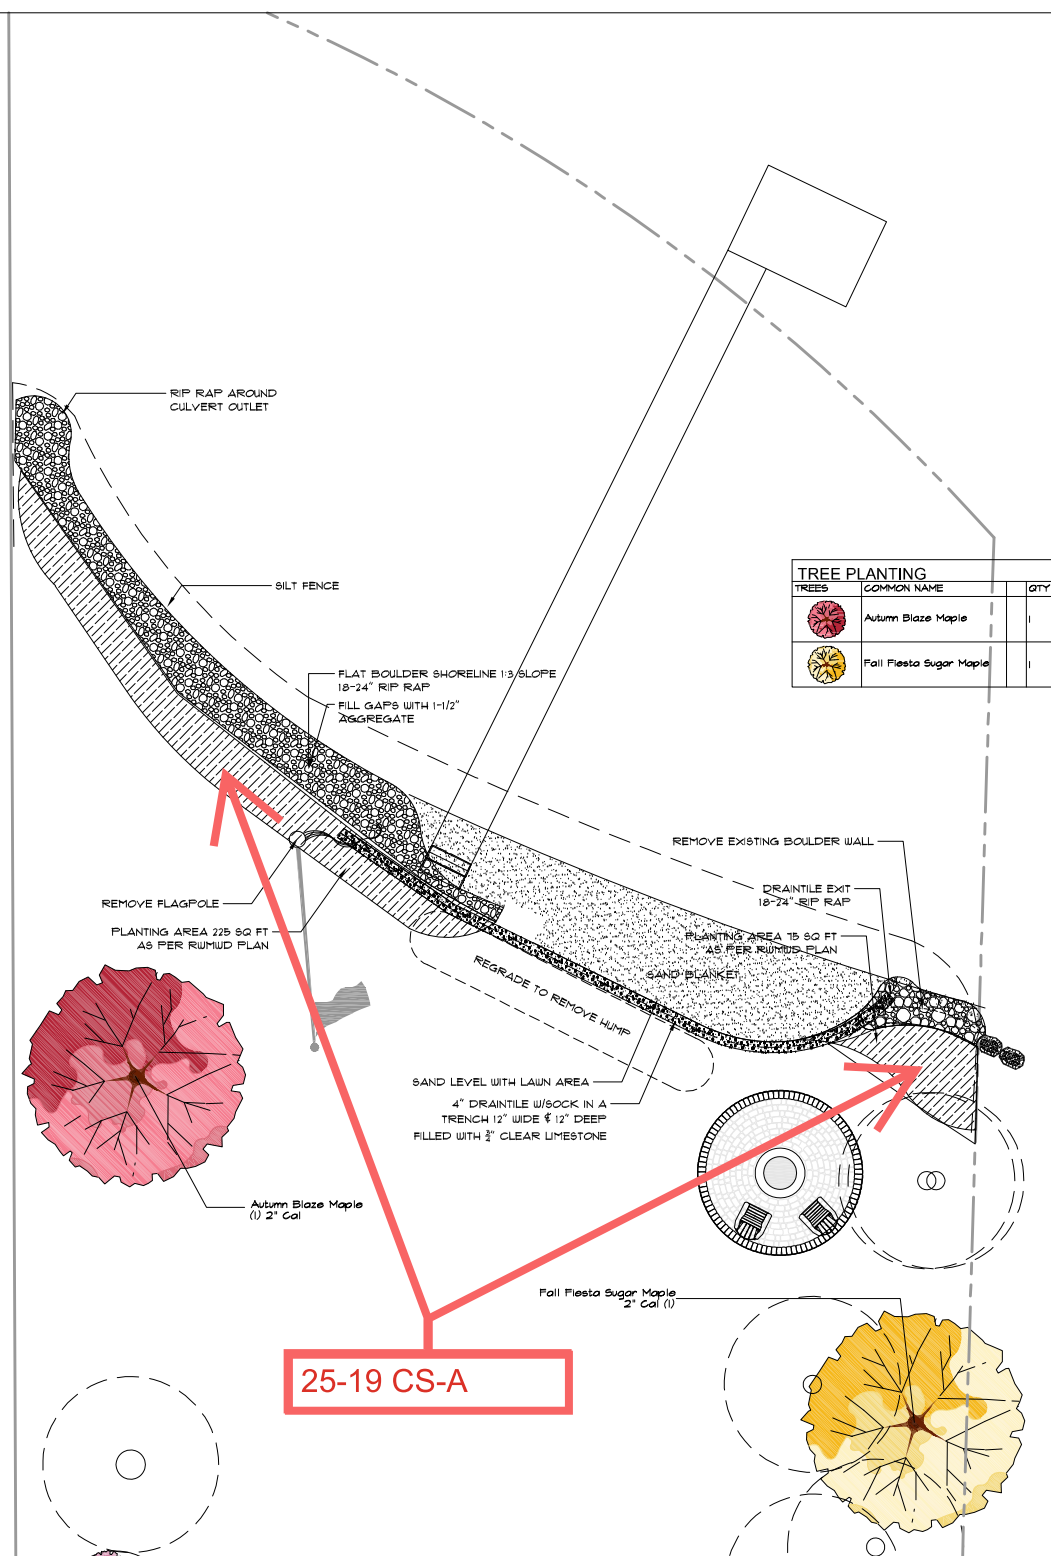 RIP RAP AROUND
CULVERT OUTLET
SILT FENCE
TREE PLANTING
TREES COMMON NAME QTY
Autumn Blaze Maple 1
Fall Fiesta Sugar Maple 1
FLAT BOULDER SHORELINE 1:3 SLOPE
18-24" RIP RAP
FILL GAPS WITH 1-1/2"
AGGREGATE
REMOVE EXISTING BOULDER WALL
DRAINTILE EXIT
18-24" RIP RAP
REMOVE FLAGPOLE
PLANTING AREA 225 SQ FT
AS PER RWMWD PLAN
PLANTING AREA 75 SQ FT
AS PER RWMWD PLAN
SAND BLANKET
REGRADE TO REMOVE HUMP
SAND LEVEL WITH LAWN AREA
4" DRAINTILE W/SOCK IN A
TRENCH 12" WIDE & 12" DEEP
FILLED WITH ¾" CLEAR LIMESTONE
Autumn Blaze Maple
(1) 2" Cal
Fall Fiesta Sugar Maple
2" Cal (1)
25-19 CS-A